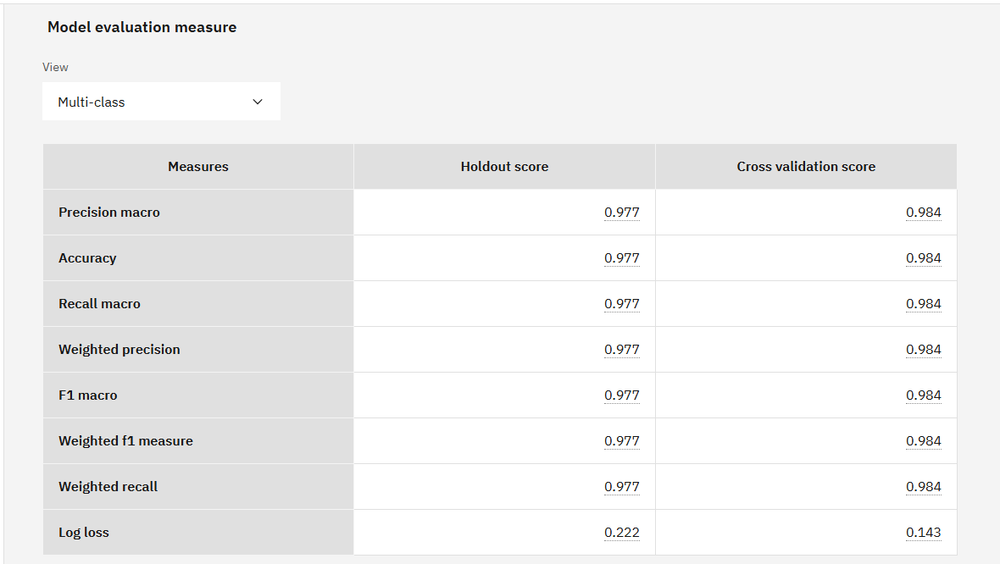 Model evaluation measure
View
Multi-class
Measures Holdout score Cross validation score
Precision macro 0.977 0.984
Accuracy 0.977 0.984
Recall macro 0.977 0.984
Weighted precision 0.977 0.984
F1 macro 0.977 0.984
Weighted f1 measure 0.977 0.984
Weighted recall 0.977 0.984
Log loss 0.222 0.143